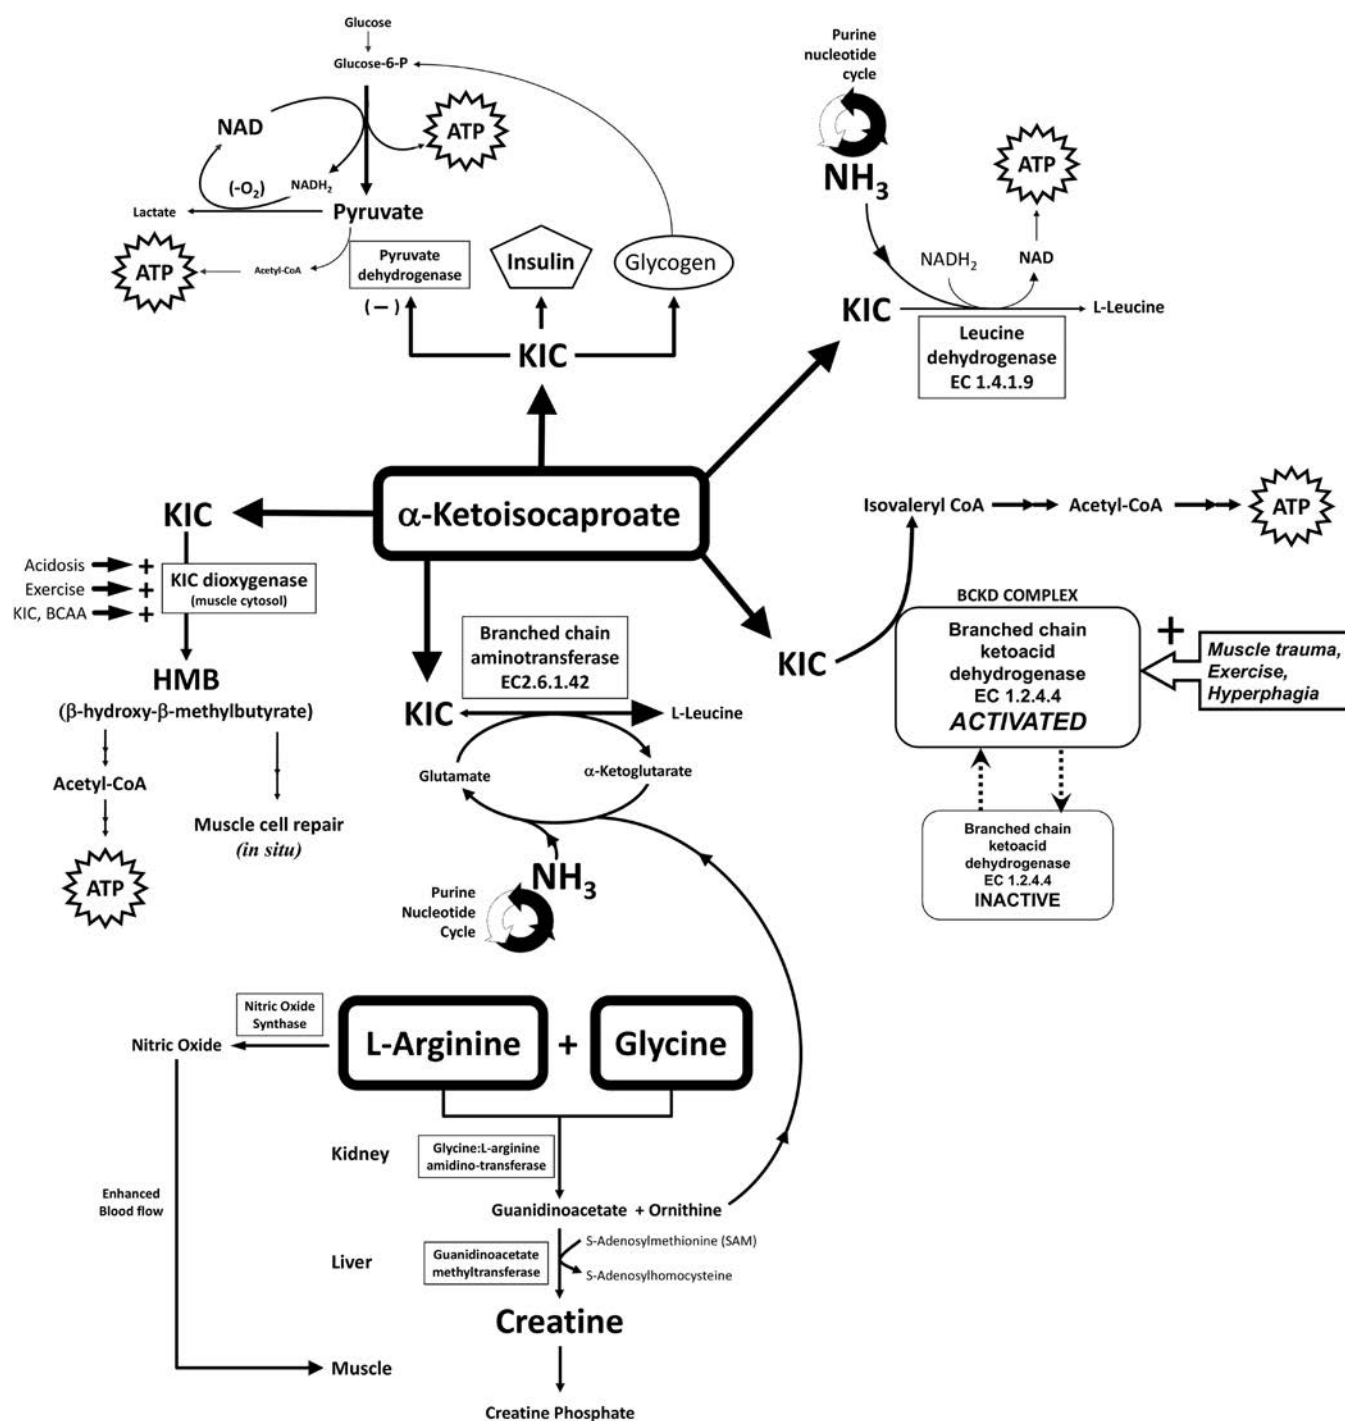 Glucose
Glucose-6-P
NAD
ATP
(-O₂)
NADH₂
Lactate
Pyruvate
ATP
Acetyl-CoA
Pyruvate
dehydrogenase
(—)
Insulin
Glycogen
KIC
Purine
nucleotide
cycle
NH₃
ATP
NADH₂
NAD
KIC
L-Leucine
Leucine
dehydrogenase
EC 1.4.1.9
α-Ketoisocaproate
KIC
Acidosis
+
Exercise
+
KIC, BCAA
+
KIC dioxygenase
(muscle cytosol)
HMB
(β-hydroxy-β-methylbutyrate)
Acetyl-CoA
ATP
Muscle cell repair
(in situ)
Branched chain
aminotransferase
EC2.6.1.42
KIC
L-Leucine
Glutamate
α-Ketoglutarate
NH₃
Purine
Nucleotide
Cycle
Isovaleryl CoA
Acetyl-CoA
ATP
KIC
BCKD COMPLEX
Branched chain
ketoacid
dehydrogenase
EC 1.2.4.4
ACTIVATED
+
Muscle trauma,
Exercise,
Hyperphagia
Branched chain
ketoacid
dehydrogenase
EC 1.2.4.4
INACTIVE
Nitric Oxide
Synthase
Nitric Oxide
L-Arginine + Glycine
Kidney
Glycine:L-arginine
amidino-transferase
Enhanced
Blood flow
Guanidinoacetate + Ornithine
Liver
Guanidinoacetate
methyltransferase
S-Adenosylmethionine (SAM)
S-Adenosylhomocysteine
Creatine
Muscle
Creatine Phosphate